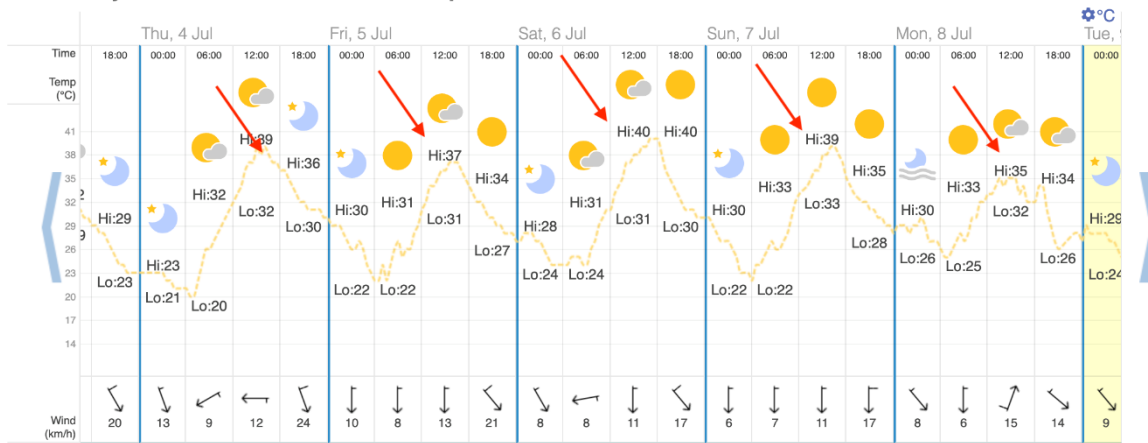 °C
Thu, 4 Jul Fri, 5 Jul Sat, 6 Jul Sun, 7 Jul Mon, 8 Jul Tue,
Time 18:00 00:00 06:00 12:00 18:00 00:00 06:00 12:00 18:00 00:00 06:00 12:00 18:00 00:00 06:00 12:00 18:00 00:00 06:00 12:00 18:00 00:00
Temp
(°C)
41
38
35
32
29
26
23
20
17
14
Hi:29 Hi:23 Hi:32 Hi:39 Hi:36 Hi:30 Hi:31 Hi:37 Hi:34 Hi:28 Hi:31 Hi:40 Hi:40 Hi:30 Hi:33 Hi:39 Hi:35 Hi:30 Hi:33 Hi:35 Hi:34 Hi:29
Lo:23 Lo:21 Lo:20 Lo:32 Lo:30 Lo:22 Lo:22 Lo:31 Lo:27 Lo:24 Lo:24 Lo:31 Lo:30 Lo:22 Lo:22 Lo:33 Lo:28 Lo:26 Lo:25 Lo:32 Lo:26 Lo:24
Wind
(km/h)
20 13 9 12 24 10 8 13 21 8 8 11 17 6 7 11 17 8 6 15 14 9